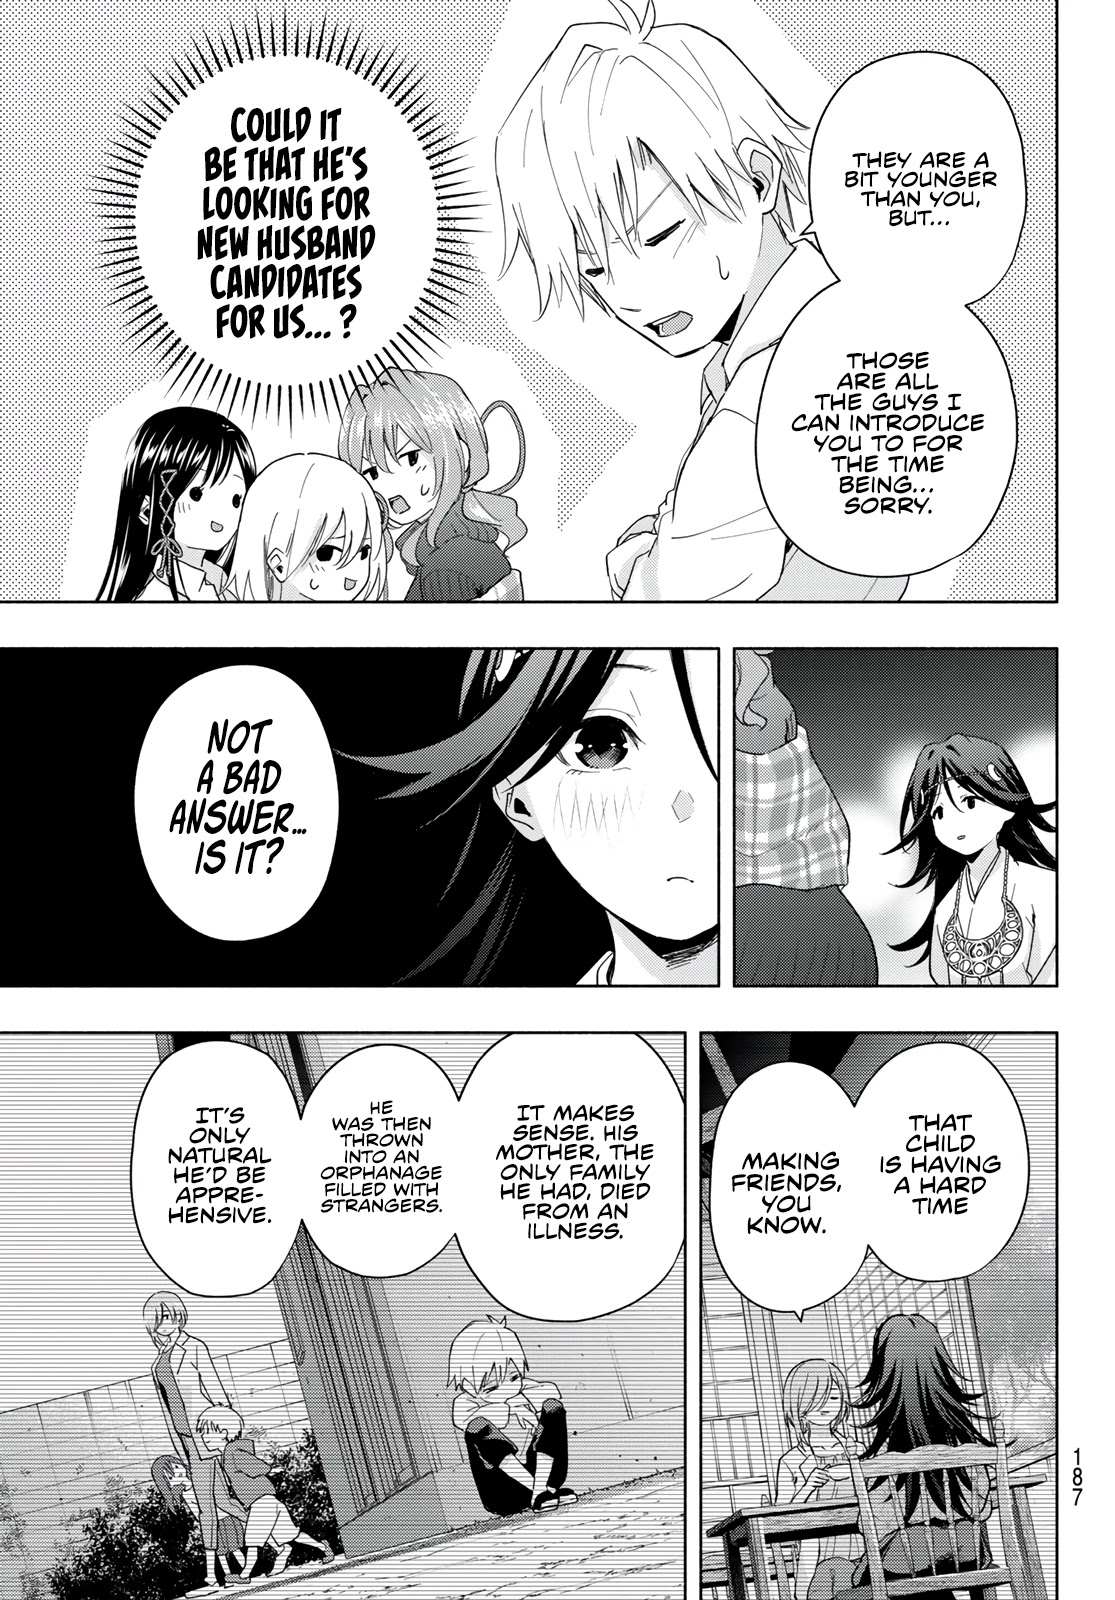 THEY ARE A
BIT YOUNGER
THAN YOU,
BUT...
THOSE
ARE ALL
THE GUYS I
CAN INTRODUCE
YOU TO FOR
THE TIME
BEING...
SORRY.
COULD IT
BE THAT HE'S
LOOKING FOR
NEW HUSBAND
CANDIDATES
FOR US... ?
NOT
A BAD
ANSWER...
IS IT?
THAT
CHILD
IS HAVING
A HARD
TIME
MAKING
FRIENDS,
YOU
KNOW.
IT MAKES
SENSE. HIS
MOTHER, THE
ONLY FAMILY
HE HAD, DIED
FROM AN
ILLNESS.
HE
WAS THEN
THROWN
INTO AN
ORPHANAGE
FILLED WITH
STRANGERS.
IT'S
ONLY
NATURAL
HE'D BE
APPRE-
HENSIVE.
187